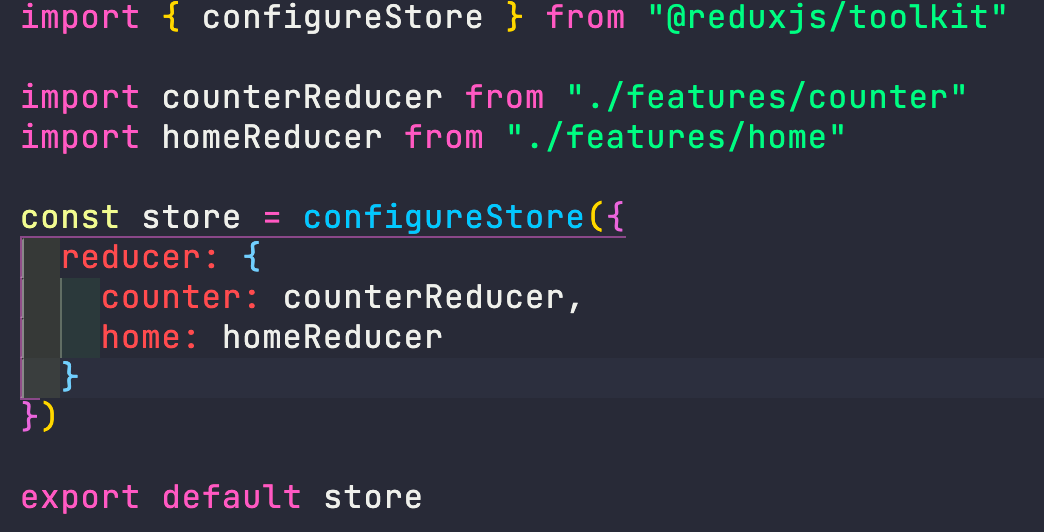 import { configureStore } from "@reduxjs/toolkit"
import counterReducer from "./features/counter"
import homeReducer from "./features/home"
const store = configureStore({
reducer: {
counter: counterReducer,
home: homeReducer
}
})
export default store